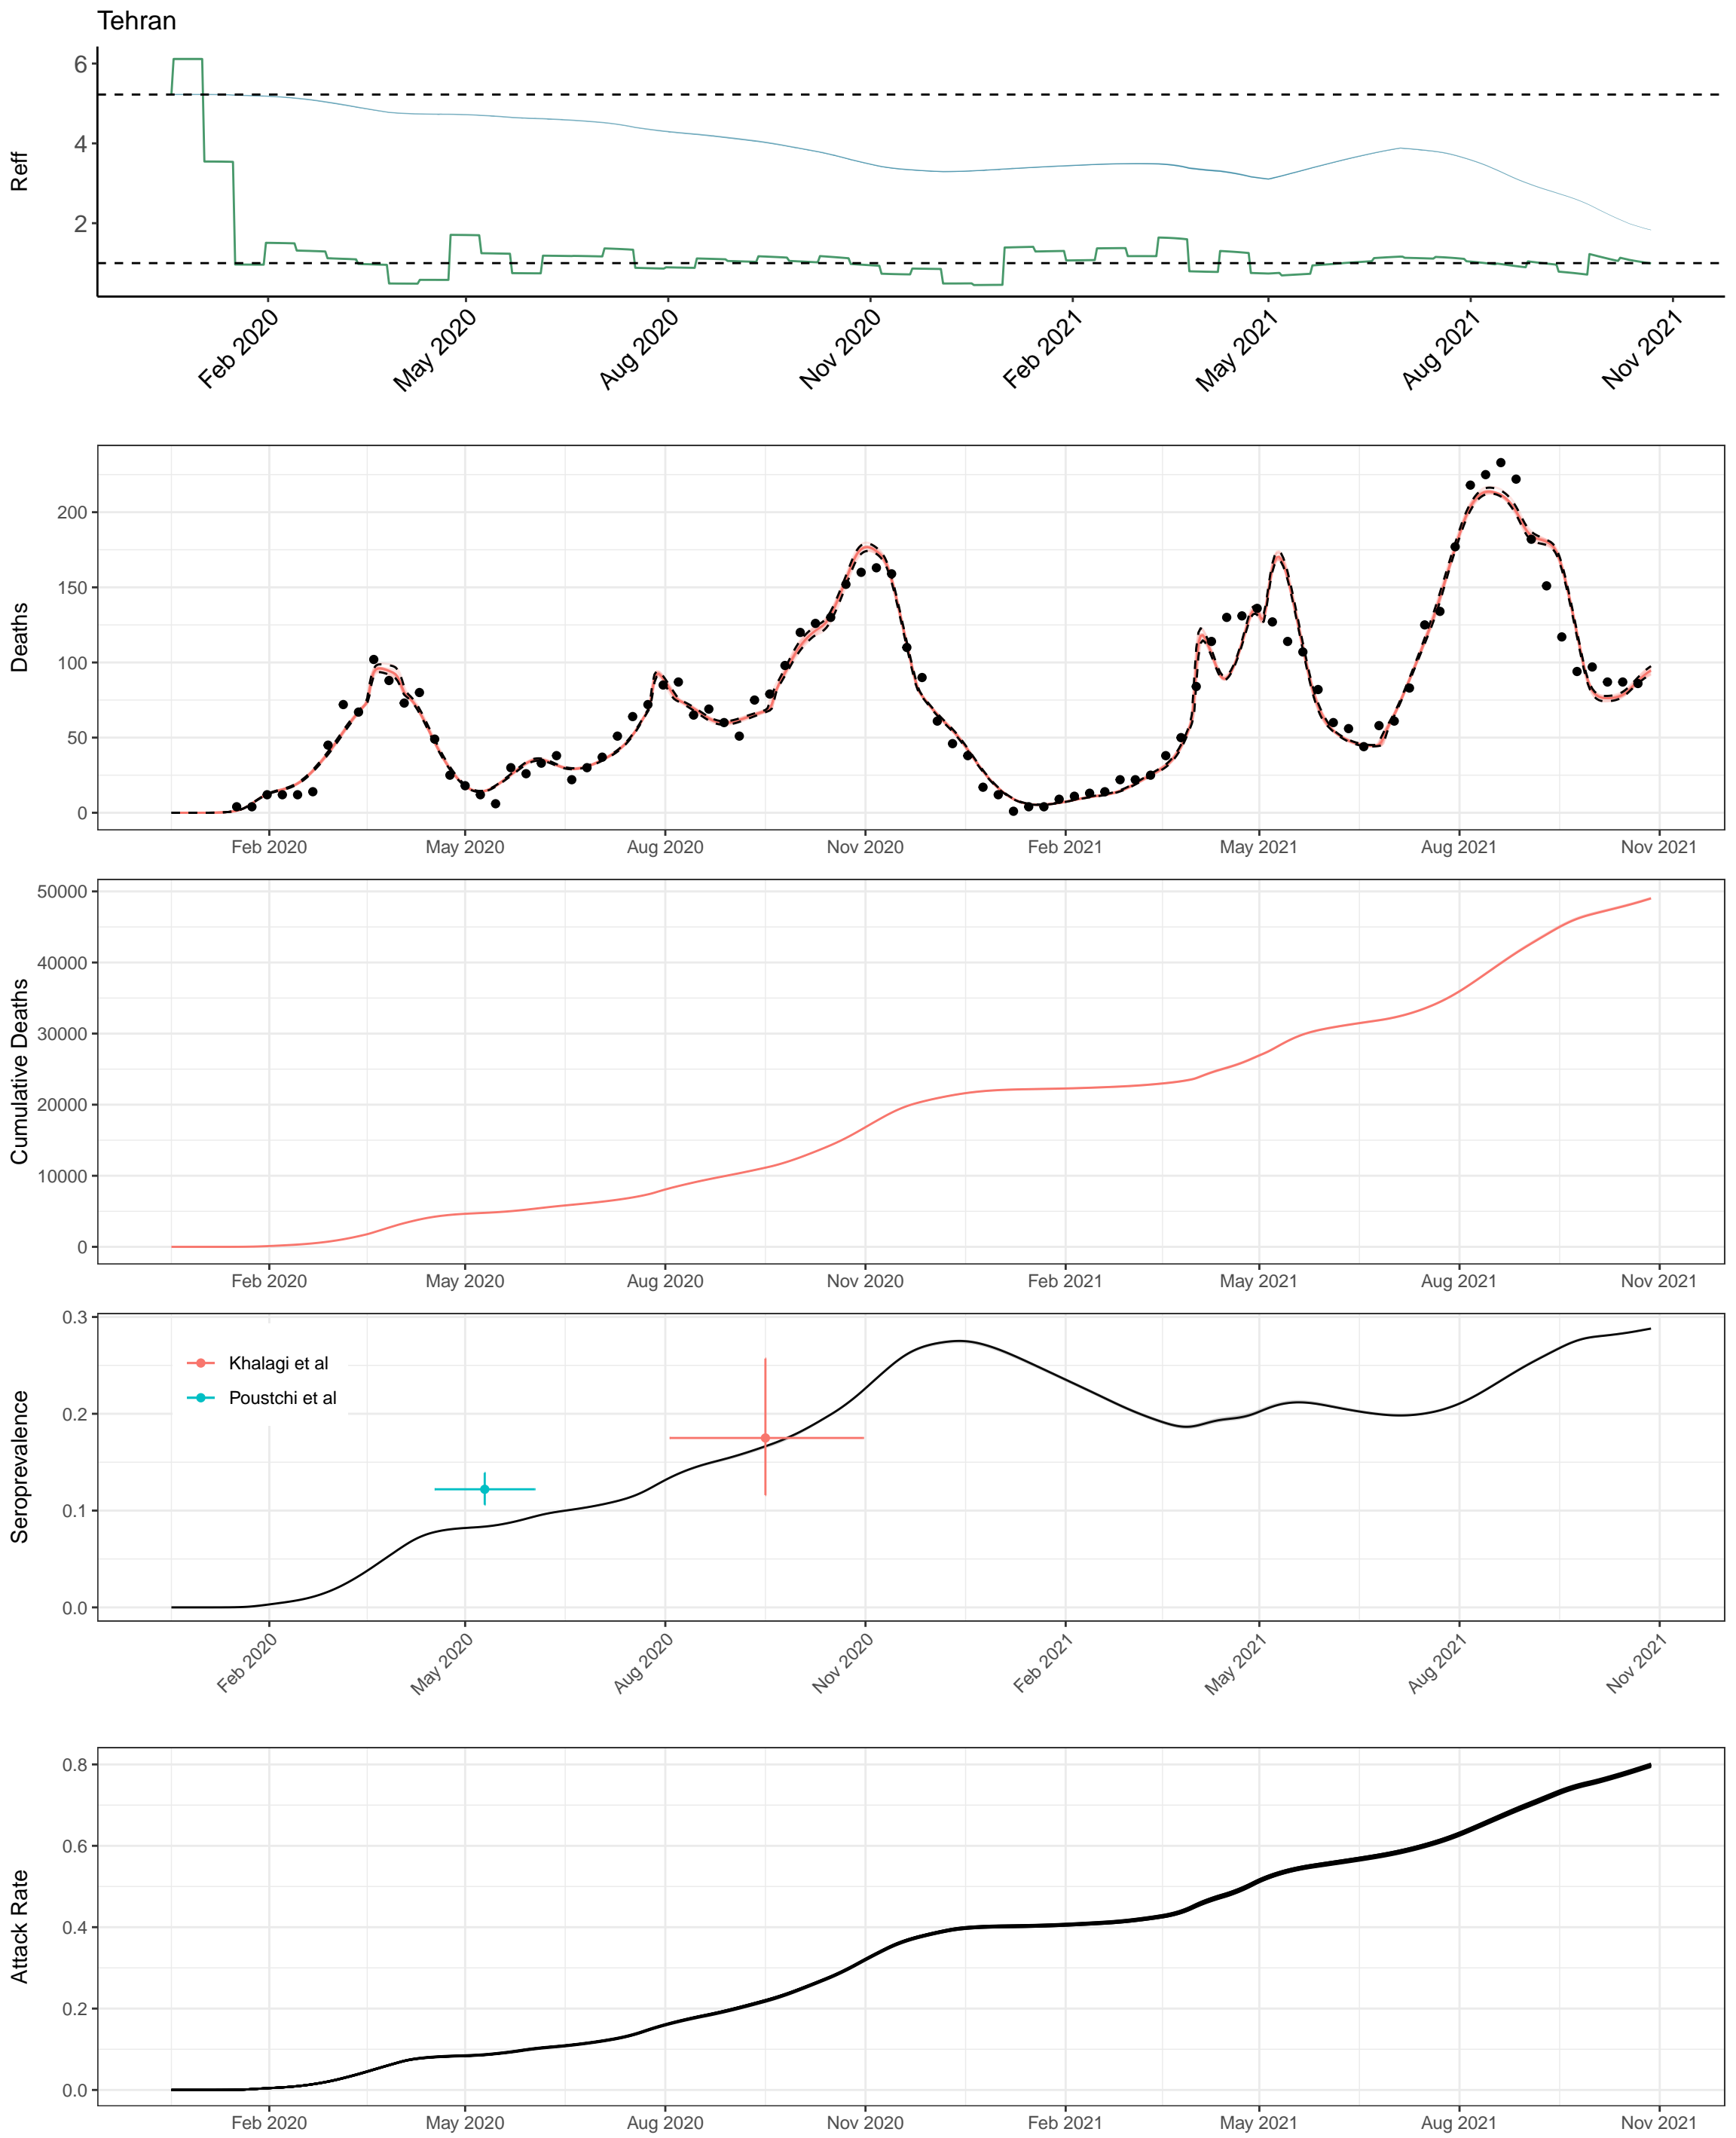 Tehran
Reff
6
4
2
Feb 2020
May 2020
Aug 2020
Nov 2020
Feb 2021
May 2021
Aug 2021
Nov 2021
Deaths
200
150
100
50
0
Feb 2020
May 2020
Aug 2020
Nov 2020
Feb 2021
May 2021
Aug 2021
Nov 2021
Cumulative Deaths
50000
40000
30000
20000
10000
0
Feb 2020
May 2020
Aug 2020
Nov 2020
Feb 2021
May 2021
Aug 2021
Nov 2021
Seroprevalence
0.3
0.2
0.1
0.0
Khalagi et al
Poustchi et al
Feb 2020
May 2020
Aug 2020
Nov 2020
Feb 2021
May 2021
Aug 2021
Nov 2021
Attack Rate
0.8
0.6
0.4
0.2
0.0
Feb 2020
May 2020
Aug 2020
Nov 2020
Feb 2021
May 2021
Aug 2021
Nov 2021